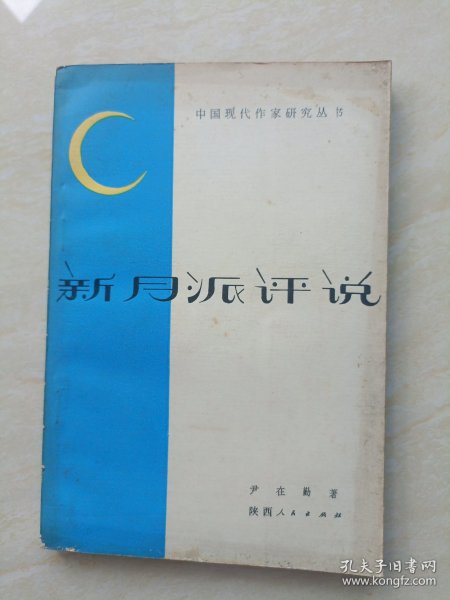 中国现代作家研究丛书
新月派评说
尹在勤著
陕西人民出版社
孔夫子旧书网
www.kongfz.com